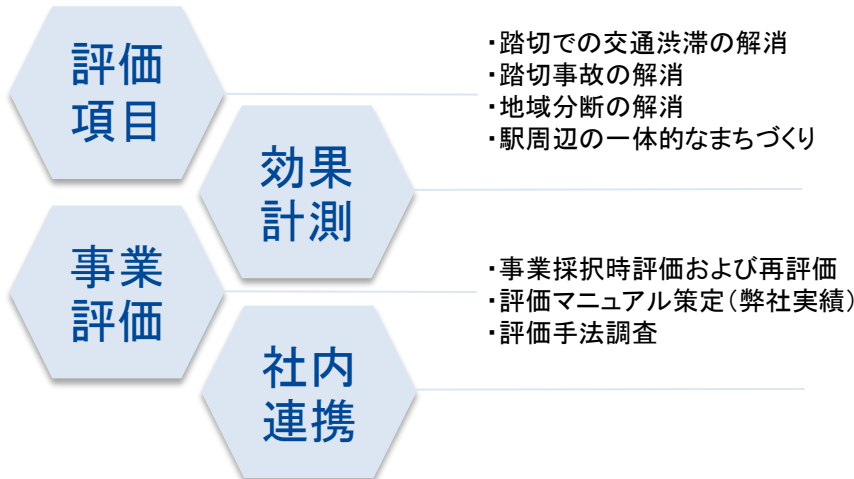 評価
項目
・踏切での交通渋滞の解消
・踏切事故の解消
・地域分断の解消
・駅周辺の一体的なまちづくり
効果
計測
事業
評価
・事業採択時評価および再評価
・評価マニュアル策定(弊社実績)
・評価手法調査
社内
連携